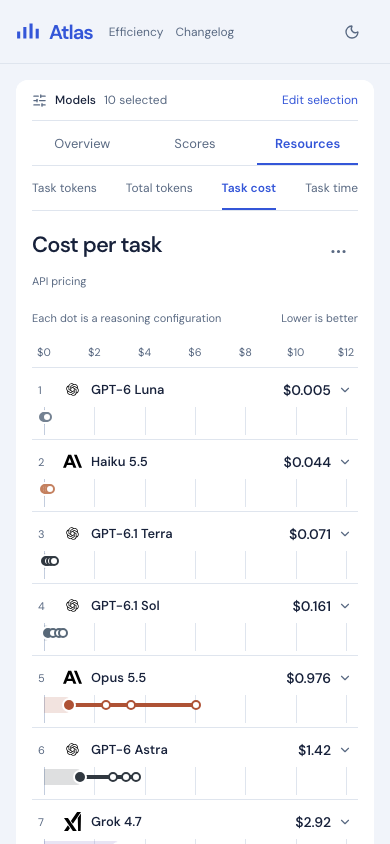 Atlas Efficiency Changelog
Models 10 selected Edit selection
Overview Scores Resources
Task tokens Total tokens Task cost Task time
Cost per task ...
API pricing
Each dot is a reasoning configuration Lower is better
$0 $2 $4 $6 $8 $10 $12
1 GPT-6 Luna $0.005
2 Haiku 5.5 $0.044
3 GPT-6.1 Terra $0.071
4 GPT-6.1 Sol $0.161
5 Opus 5.5 $0.976
6 GPT-6 Astra $1.42
7 Grok 4.7 $2.92